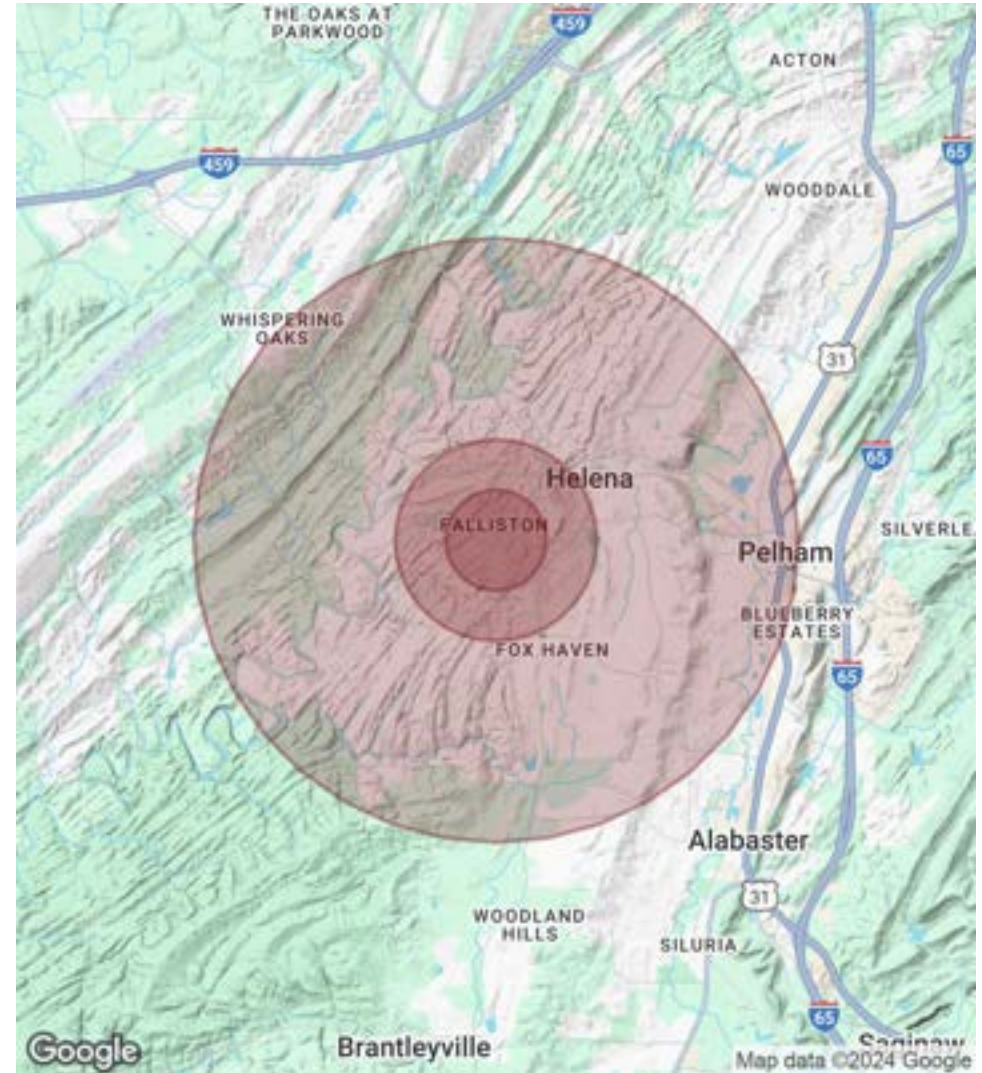 THE OAKS AT
PARKWOOD
459
ACTON
459
65
WOODDALE
WHISPERING
OAKS
31
65
Helena
FALLISTON
SILVERLE
Pelham
BLUEBERRY
ESTATES
FOX HAVEN
65
Alabaster
31
WOODLAND
HILLS
SILURIA
65
Brantleyville
Saginaw
Google
Map data ©2024 Google